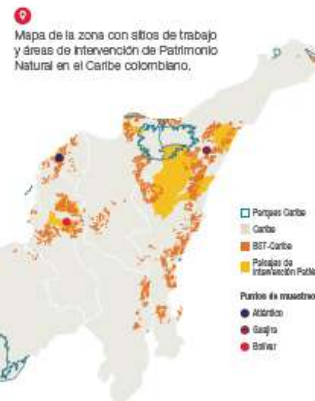 Mapa de la zona con sitios de trabajo
y áreas de intervención de Patrimonio
Natural en el Caribe colombiano.
Parques Caribe
Caribe
BST-Caribe
Paisajes de
Intervención
Puntos de muestreo
Atlántico
Guajira
Bolívar